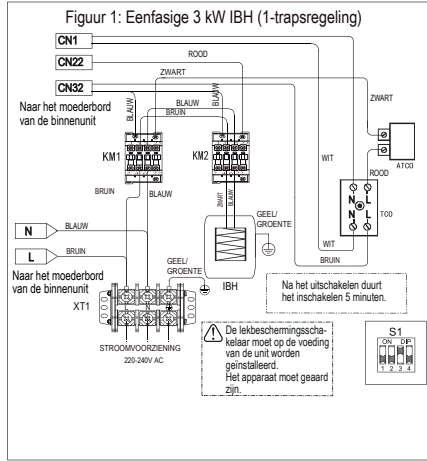 Figuur 1: Eenfasige 3 kW IBH (1-trapsregeling)
CN1
CN22
CN32
ROOD
ZWART
Naar het moederbord
van de binnenunit
BLAUW
BLAUW
BLAUW
BRUIN
ZWART
KM1
KM2
WIT
ATCO
ROOD
BRUIN
BLAUW
ZWART
BLAUW
N L
N L
TCO
N
BLAUW
GEEL/
GROENTE
WIT
L
BRUIN
GEEL/
GROENTE
BRUIN
Naar het moederbord
van de binnenunit
IBH
XT1
Na het uitschakelen duurt
het inschakelen 5 minuten.
STROOMVOORZIENING
220-240V AC
De lekbeschermingsscha-
kelaar moet op de voeding
van de unit worden
geïnstalleerd.
Het apparaat moet geaard
zijn.
S1
ON DIP
1 2 3 4